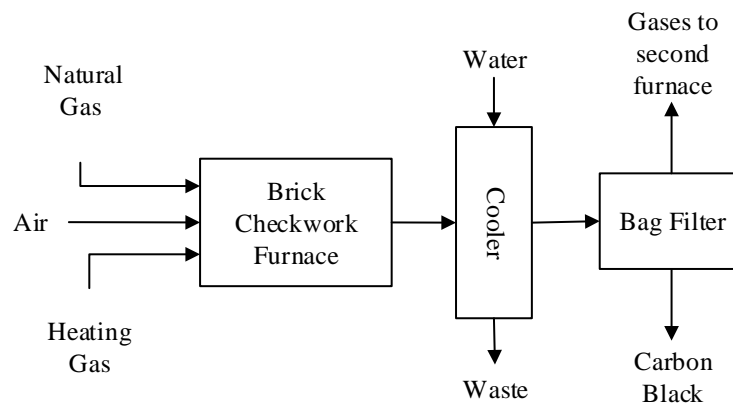 Natural
Gas
Air
Heating
Gas
Brick
Checkwork
Furnace
Water
Cooler
Waste
Gases to
second
furnace
Bag Filter
Carbon
Black